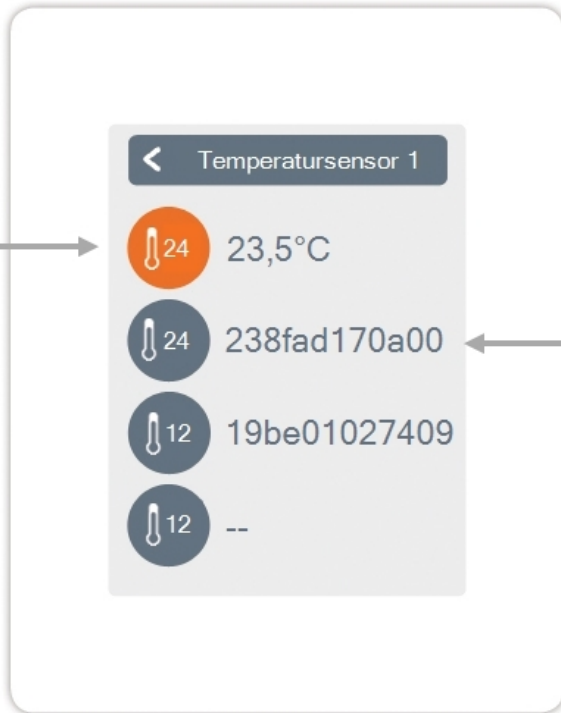 Temperatursensor 1
24 23,5°C
24 238fad170a00
12 19be01027409
12 --